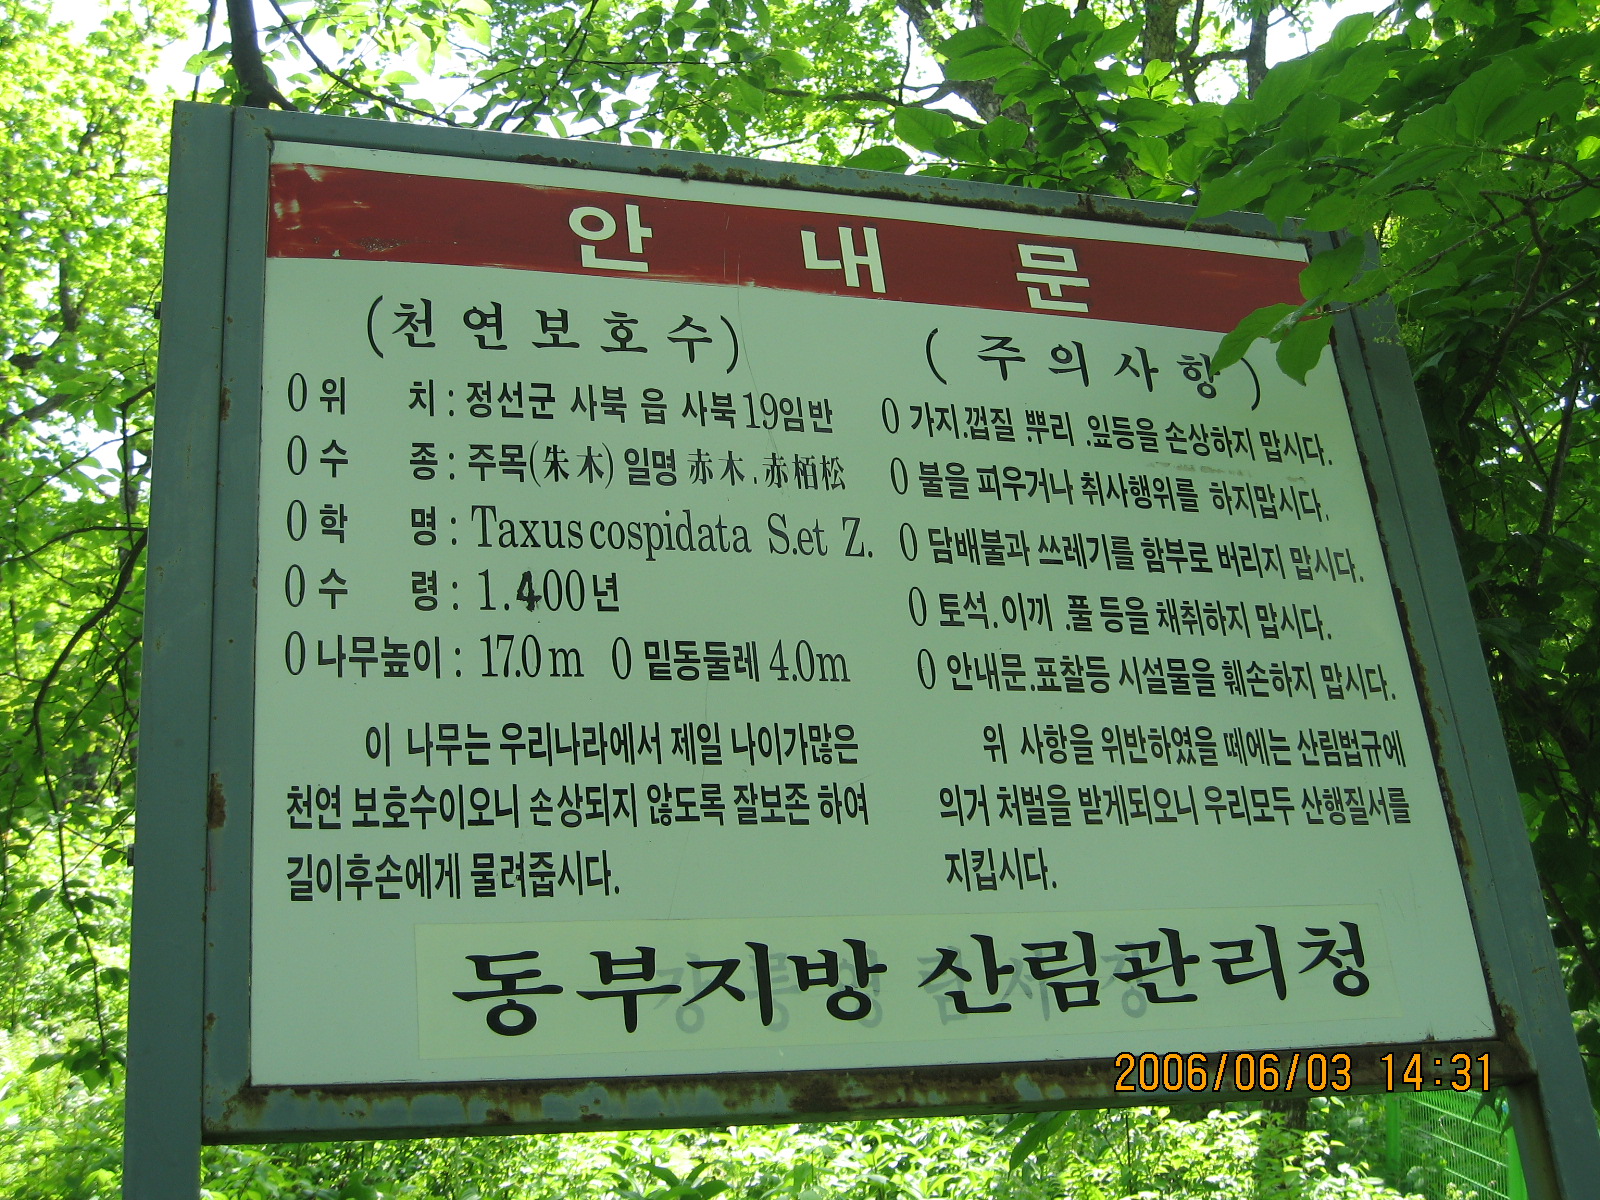 안 내 문
(천 연 보 호 수)
0 위 치 : 정선군 사북 읍 사북 19임반
0 수 종 : 주목(朱木) 일명 赤木 . 赤栢松
0 학 명 : Taxus cospidata S.et Z.
0 수 령 : 1.400년
0 나무높이 : 17.0m 0 밑동둘레 4.0m
이 나무는 우리나라에서 제일 나이가많은
천연 보호수이오니 손상되지 않도록 잘보존 하여
길이후손에게 물려줍시다.
( 주 의 사 항 )
0 가지.껍질 .뿌리 .잎등을 손상하지 맙시다.
0 불을 피우거나 취사행위를 하지맙시다.
0 담배불과 쓰레기를 함부로 버리지 맙시다.
0 토석.이끼 .풀 등을 채취하지 맙시다.
0 안내문.표찰등 시설물을 훼손하지 맙시다.
위 사항을 위반하였을 떼에는 산림법규에
의거 처벌을 받게되오니 우리모두 산행질서를
지킵시다.
동부지방 산림관리청
2006/06/03 14:31